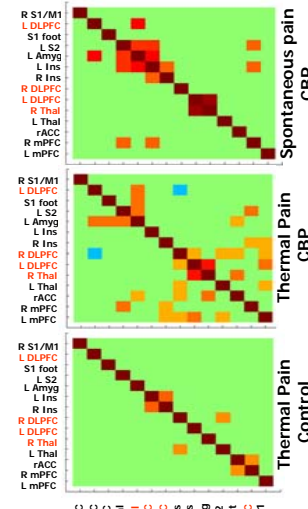 R S1/M1
L DLPFC
S1 foot
L S2
L Amyg
L Ins
R Ins
R DLPFC
L DLPFC
R Thal
L Thal
rACC
R mPFC
L mPFC
Spontaneous pain
CBP
R S1/M1
L DLPFC
S1 foot
L S2
L Amyg
L Ins
R Ins
R DLPFC
L DLPFC
R Thal
L Thal
rACC
R mPFC
L mPFC
Thermal Pain
CBP
R S1/M1
L DLPFC
S1 foot
L S2
L Amyg
L Ins
R Ins
R DLPFC
L DLPFC
R Thal
L Thal
rACC
R mPFC
L mPFC
Thermal Pain
Control